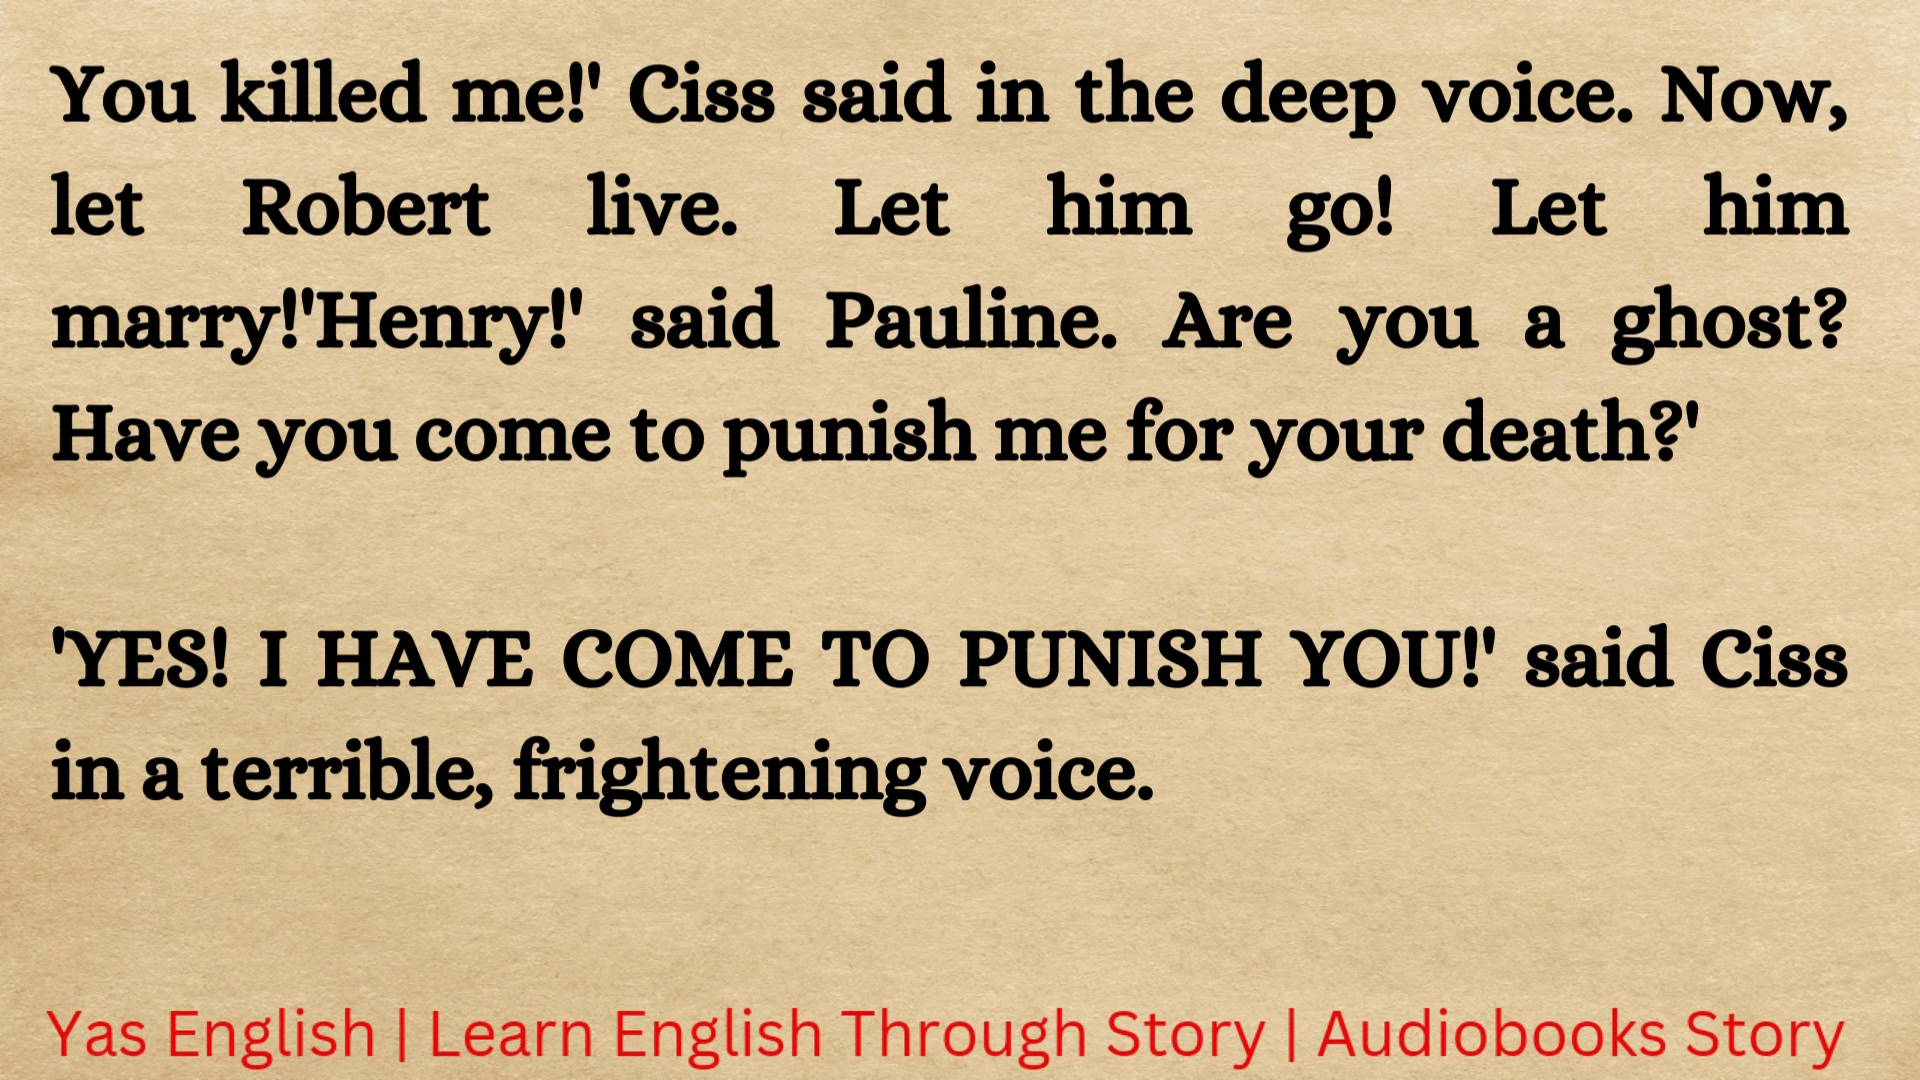 You killed me!' Ciss said in the deep voice. Now,
let Robert live. Let him go! Let him
marry!'Henry!' said Pauline. Are you a ghost?
Have you come to punish me for your death?'
'YES! I HAVE COME TO PUNISH YOU!' said Ciss
in a terrible, frightening voice.
Yas English | Learn English Through Story | Audiobooks Story